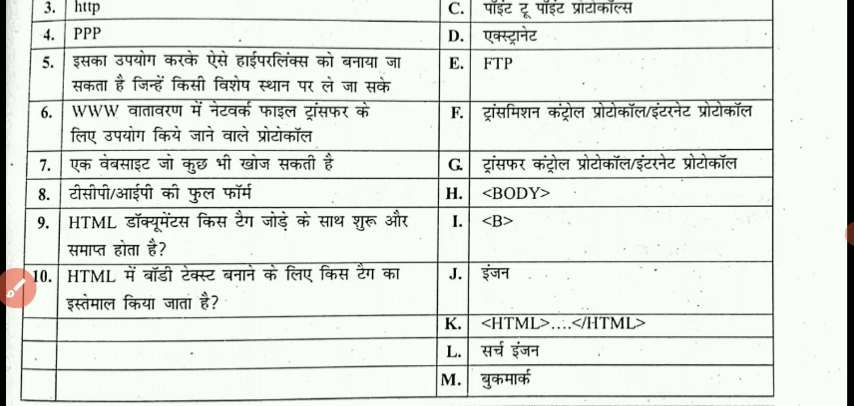 3. http C. पॉइंट टू पॉइंट प्रोटोकॉल्स
4. PPP D. एक्स्ट्रानेट
5. इसका उपयोग करके ऐसे हाईपरलिंक्स को बनाया जा E. FTP
सकता है जिन्हें किसी विशेष स्थान पर ले जा सके
6. WWW वातावरण में नेटवर्क फाइल ट्रांसफर के F. ट्रांसमिशन कंट्रोल प्रोटोकॉल/इंटरनेट प्रोटोकॉल
लिए उपयोग किये जाने वाले प्रोटोकॉल
7. एक वेबसाइट जो कुछ भी खोज सकती है G. ट्रांसफर कंट्रोल प्रोटोकॉल/इंटरनेट प्रोटोकॉल
8. टीसीपी/आईपी की फुल फॉर्म H. <BODY>
9. HTML डॉक्यूमेंटस किस टैग जोड़े के साथ शुरू और I. <B>
समाप्त होता है?
10. HTML में बॉडी टेक्स्ट बनाने के लिए किस टैग का J. इंजन
इस्तेमाल किया जाता है?
K. <HTML>....</HTML>
L. सर्च इंजन
M. बुकमार्क